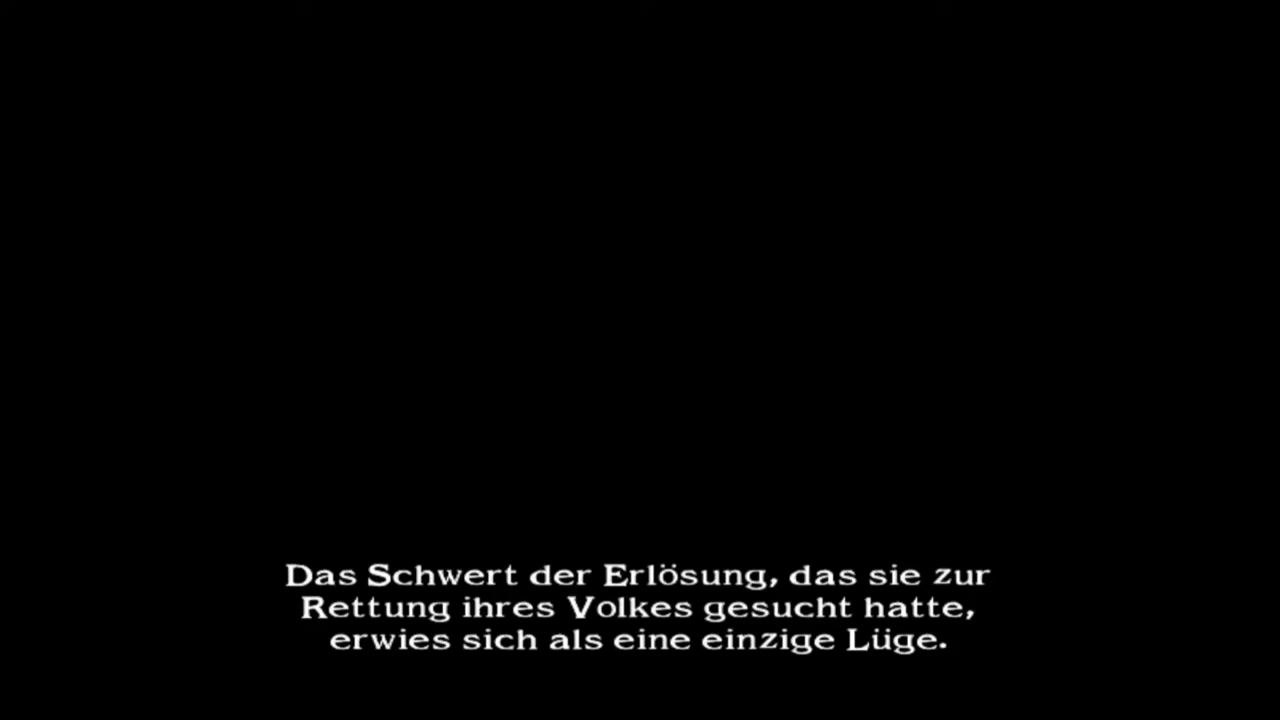 Das Schwert der Erlösung, das sie zur
Rettung ihres Volkes gesucht hatte,
erwies sich als eine einzige Lüge.